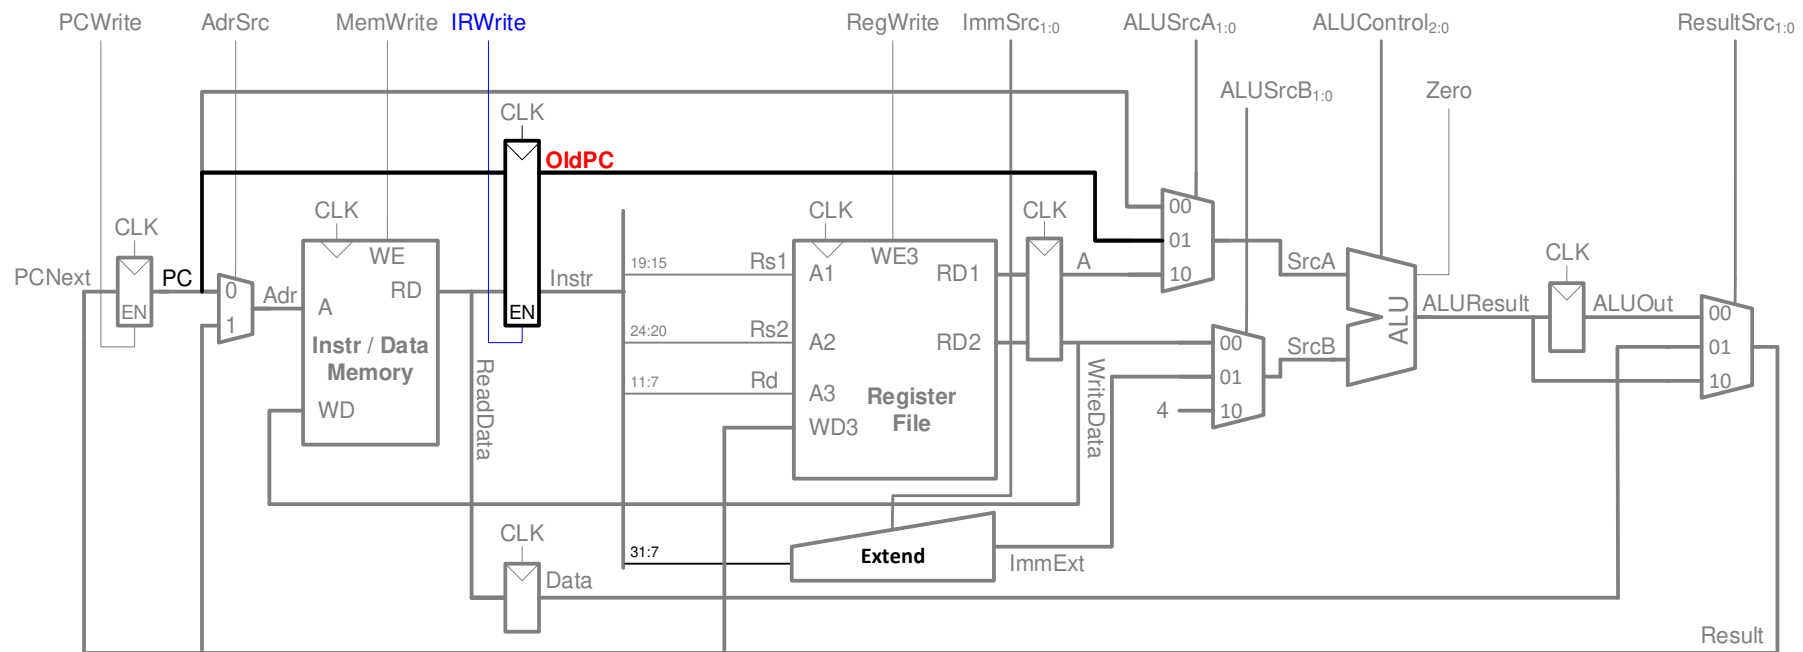 PCWrite AdrSrc MemWrite IRWrite RegWrite ImmSrc1:0 ALUSrcA1:0 ALUControl2:0 ResultSrc1:0
ALUSrcB1:0 Zero
CLK
OldPC
CLK CLK CLK 00
CLK 01
WE 19:15 Rs1 WE3 A CLK
PCNext PC 0 RD Instr A1 RD1 10 SrcA
EN Adr A ALUResult ALUOut 00
1 EN 24:20 Rs2 A2 RD2 00 SrcB ALU 01
Instr / Data
Memory
ReadData 11:7 Rd A3 Register
File
WriteData 01 10
WD WD3 4 10
CLK 31:7 Extend ImmExt
Data
Result